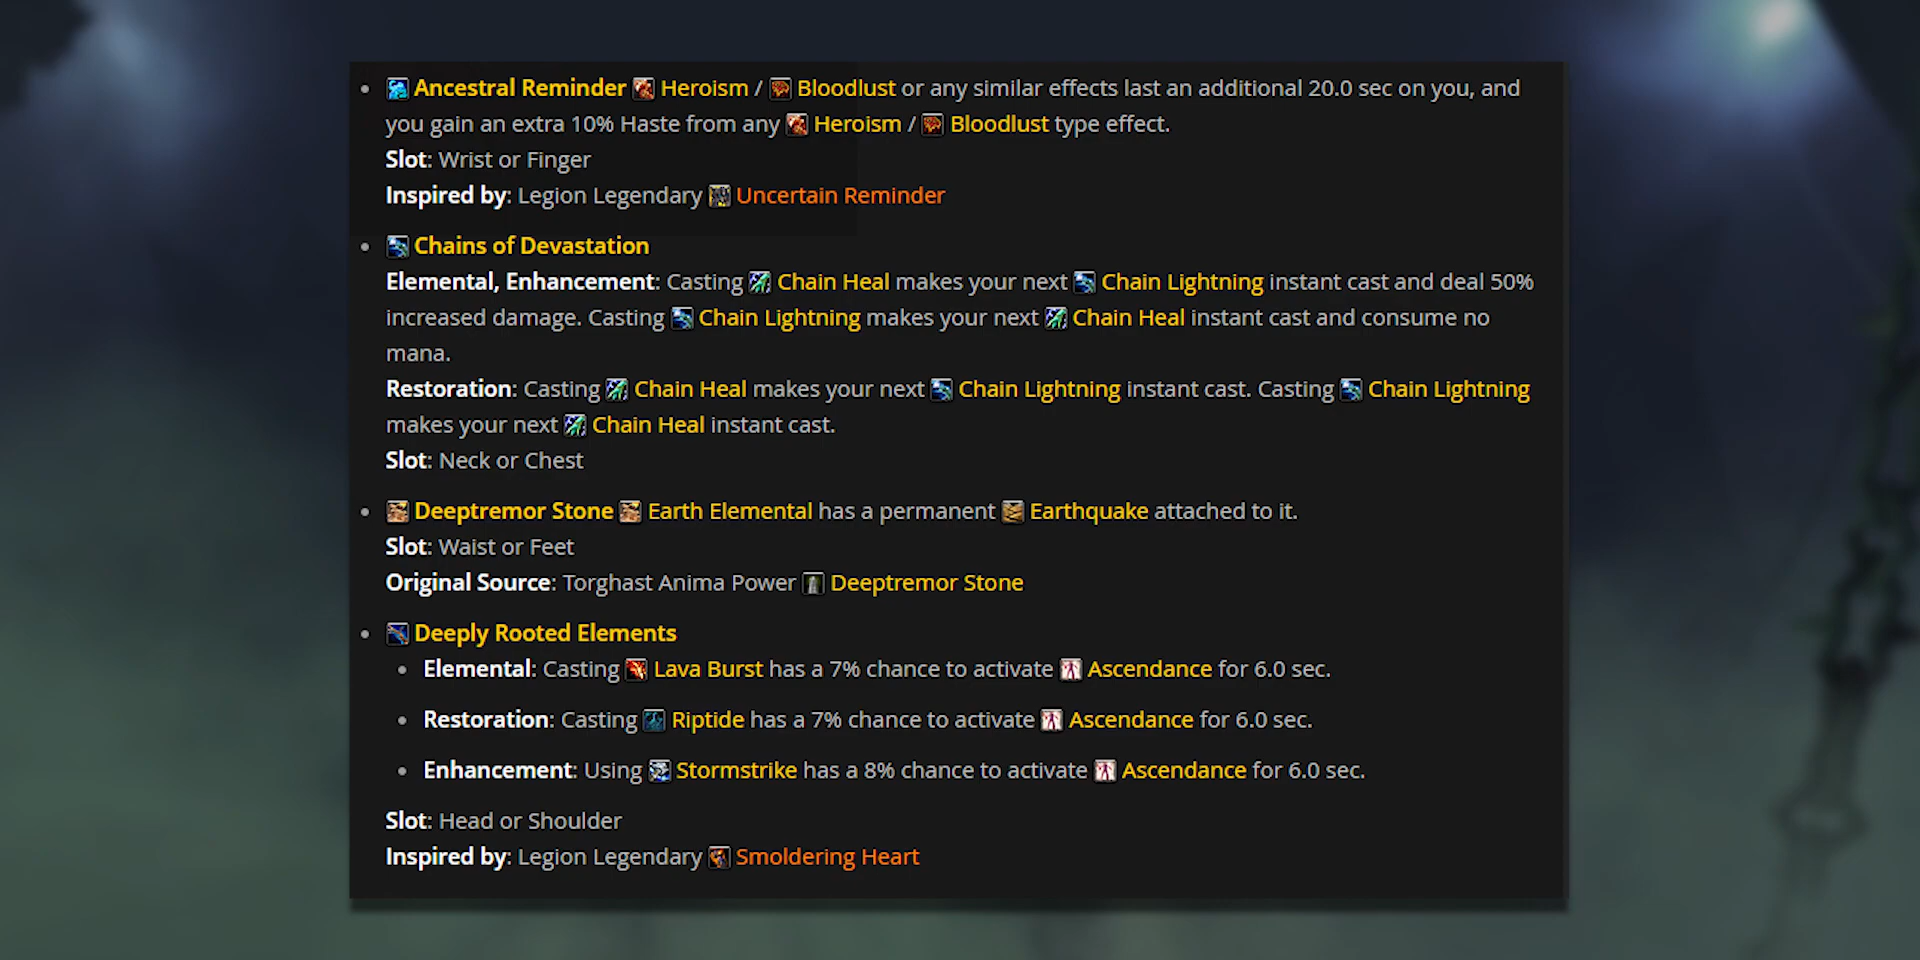 Ancestral Reminder Heroism / Bloodlust or any similar effects last an additional 20.0 sec on you, and
you gain an extra 10% Haste from any Heroism / Bloodlust type effect.
Slot: Wrist or Finger
Inspired by: Legion Legendary Uncertain Reminder
Chains of Devastation
Elemental, Enhancement: Casting Chain Heal makes your next Chain Lightning instant cast and deal 50%
increased damage. Casting Chain Lightning makes your next Chain Heal instant cast and consume no
mana.
Restoration: Casting Chain Heal makes your next Chain Lightning instant cast. Casting Chain Lightning
makes your next Chain Heal instant cast.
Slot: Neck or Chest
Deeptremor Stone Earth Elemental has a permanent Earthquake attached to it.
Slot: Waist or Feet
Original Source: Torghast Anima Power Deeptremor Stone
Deeply Rooted Elements
Elemental: Casting Lava Burst has a 7% chance to activate Ascendance for 6.0 sec.
Restoration: Casting Riptide has a 7% chance to activate Ascendance for 6.0 sec.
Enhancement: Using Stormstrike has a 8% chance to activate Ascendance for 6.0 sec.
Slot: Head or Shoulder
Inspired by: Legion Legendary Smoldering Heart